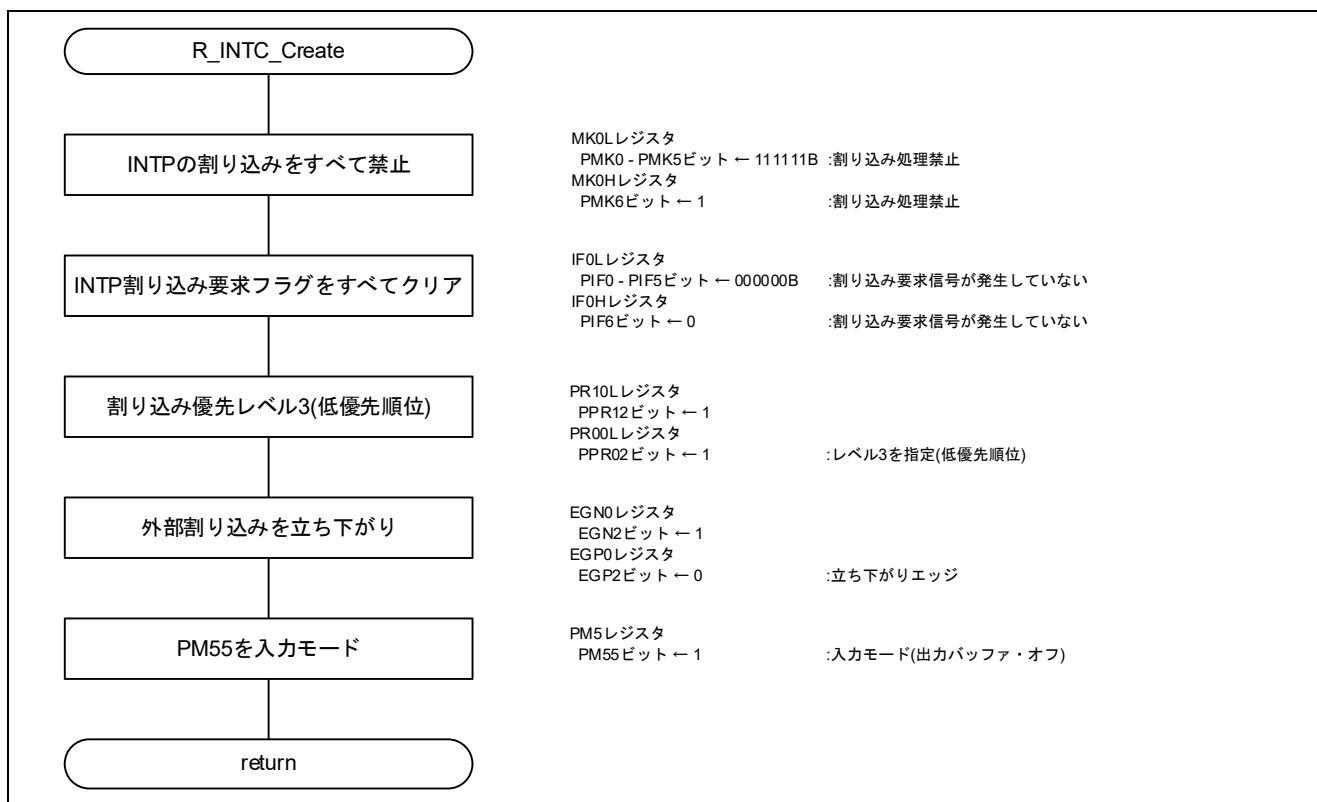 R_INTC_Create
INTPの割り込みをすべて禁止
MK0Lレジスタ
PMK0 - PMK5ビット ← 111111B :割り込み処理禁止
MK0Hレジスタ
PMK6ビット ← 1 :割り込み処理禁止
INTP割り込み要求フラグをすべてクリア
IF0Lレジスタ
PIF0 - PIF5ビット ← 000000B :割り込み要求信号が発生していない
IF0Hレジスタ
PIF6ビット ← 0 :割り込み要求信号が発生していない
割り込み優先レベル3(低優先順位)
PR10Lレジスタ
PPR12ビット ← 1
PR00Lレジスタ
PPR02ビット ← 1 :レベル3を指定(低優先順位)
外部割り込みを立ち下がり
EGN0レジスタ
EGN2ビット ← 1
EGP0レジスタ
EGP2ビット ← 0 :立ち下がりエッジ
PM55を入力モード
PM5レジスタ
PM55ビット ← 1 :入力モード(出力バッファ・オフ)
return